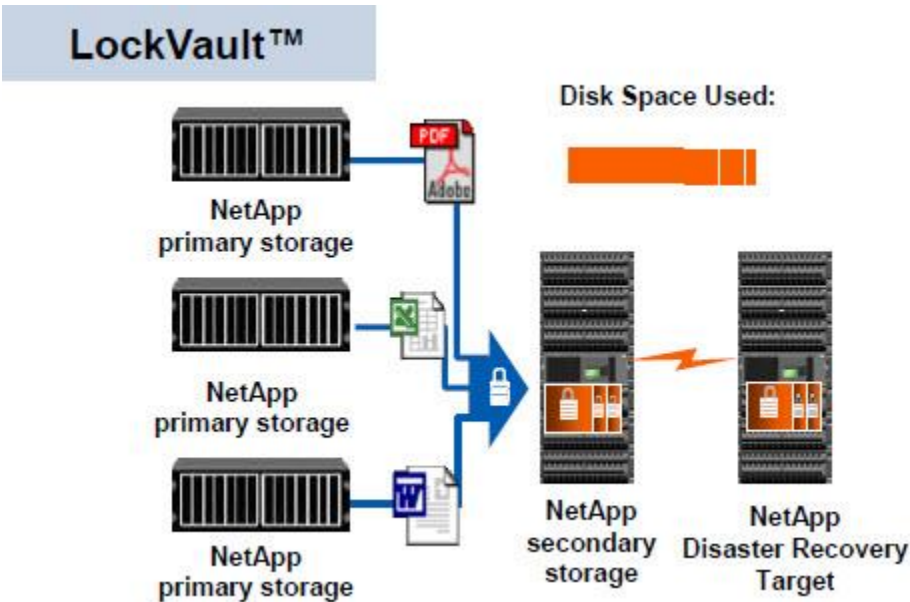 LockVault™
Disk Space Used:
PDF
Adobe
NetApp
primary storage
NetApp
primary storage
W
NetApp
primary storage
NetApp
secondary
storage
NetApp
Disaster Recovery
Target